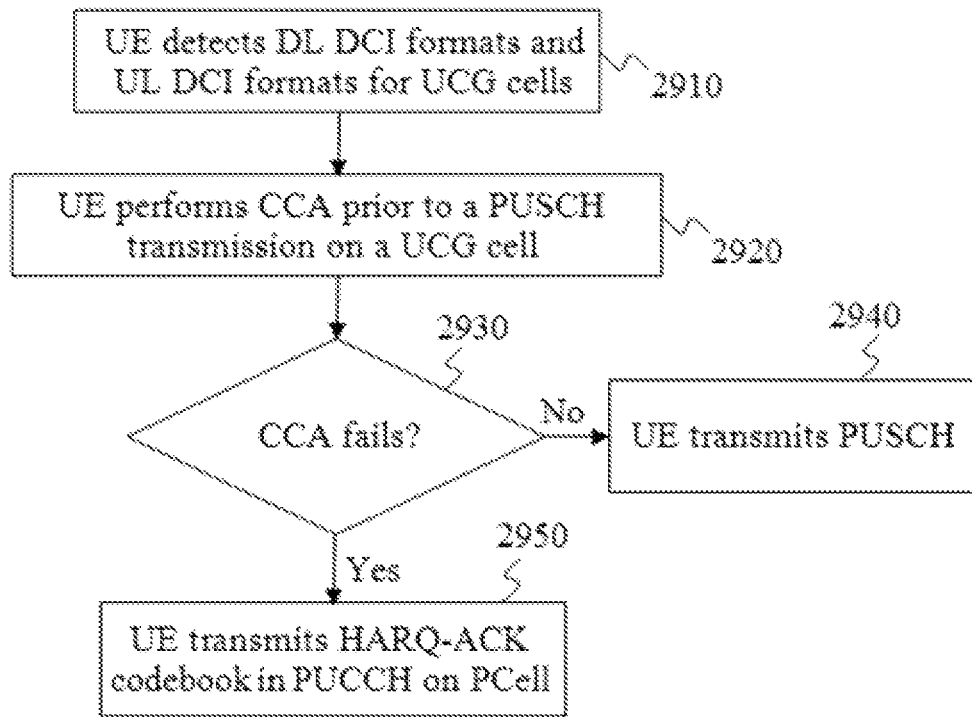 UE detects DL DCI formats and
UL DCI formats for UCG cells
2910
UE performs CCA prior to a PUSCH
transmission on a UCG cell
2920
2930
CCA fails?
No
2940
UE transmits PUSCH
Yes
2950
UE transmits HARQ-ACK
codebook in PUCCH on PCell